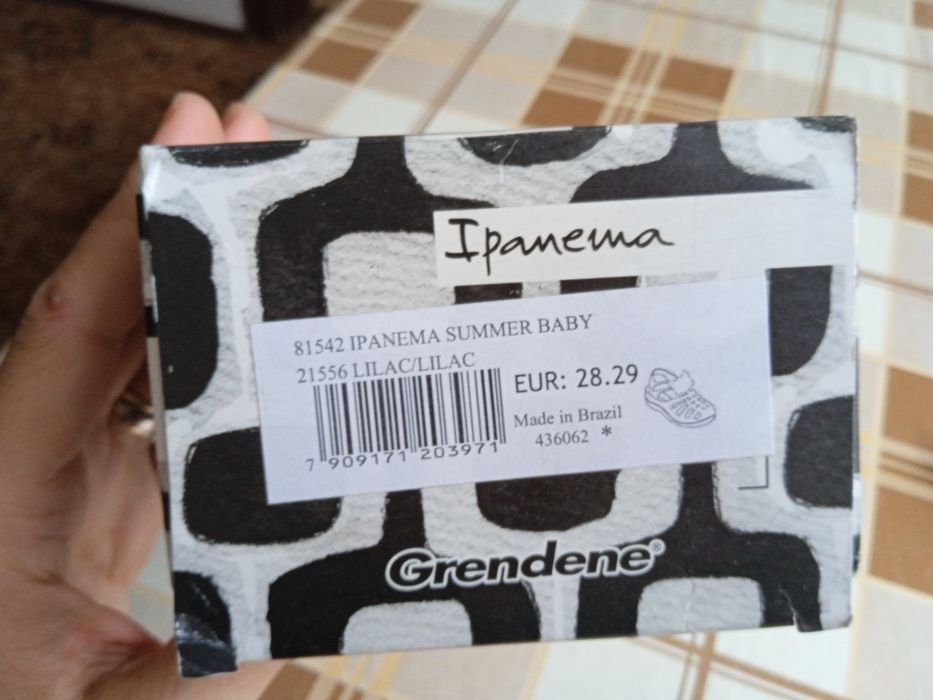 Ipanema
81542 IPANEMA SUMMER BABY
21556 LILAC/LILAC
EUR: 28.29
Made in Brazil
436062 *
7 909171 203971
Grendene®